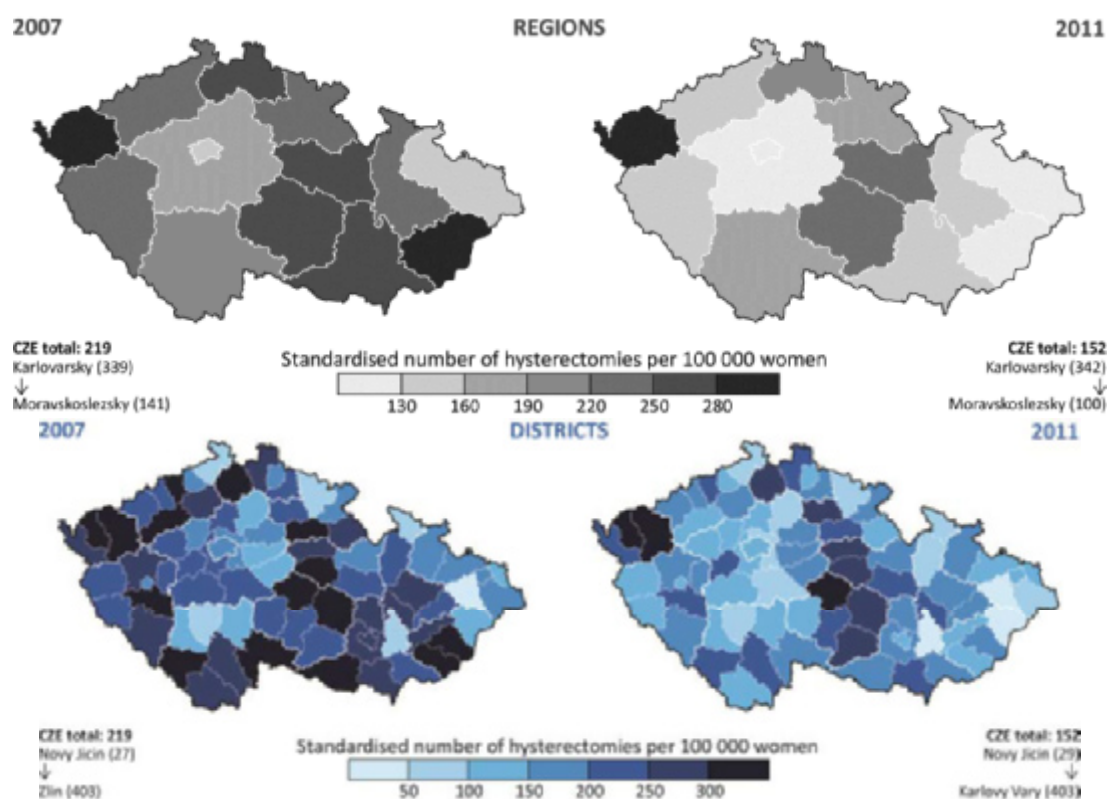 2007 REGIONS 2011
CZE total: 219
Karlovarsky (339)
↓
Moravskoslezsky (141)
Standardised number of hysterectomies per 100 000 women
130 160 190 220 250 280
CZE total: 152
Karlovarsky (342)
↓
Moravskoslezsky (100)
2007 DISTRICTS 2011
CZE total: 219
Novy Jicin (27)
↓
Zlin (403)
Standardised number of hysterectomies per 100 000 women
50 100 150 200 250 300
CZE total: 152
Novy Jicin (29)
↓
Karlovy Vary (403)